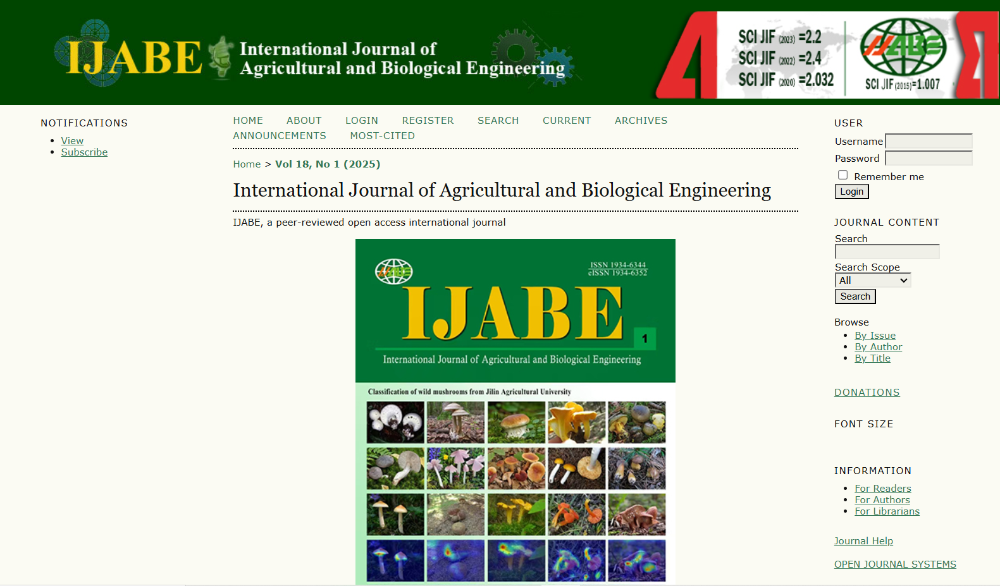 IJABE
International Journal of
Agricultural and Biological Engineering
SCI JIF (2023) =2.2
SCI JIF (2022) =2.4
SCI JIF (2020) =2.032
IJABE
SCI JIF (2015)=1.007
NOTIFICATIONS
View
Subscribe
HOME ABOUT LOGIN REGISTER SEARCH CURRENT ARCHIVES
ANNOUNCEMENTS MOST-CITED
Home > Vol 18, No 1 (2025)
International Journal of Agricultural and Biological Engineering
IJABE, a peer-reviewed open access international journal
IJABE
ISSN 1934-6344
eISSN 1934-6352
IJABE
1
International Journal of Agricultural and Biological Engineering
Classification of wild mushrooms from Jilin Agricultural University
USER
Username
Password
Remember me
Login
JOURNAL CONTENT
Search
Search Scope
All
Search
Browse
By Issue
By Author
By Title
DONATIONS
FONT SIZE
INFORMATION
For Readers
For Authors
For Librarians
Journal Help
OPEN JOURNAL SYSTEMS